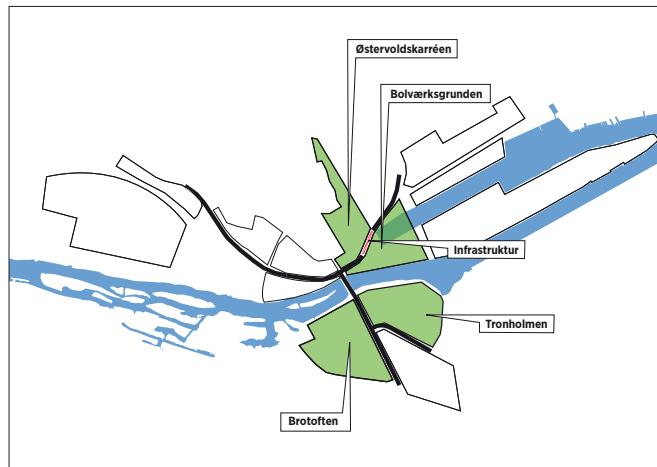 Østervoldskarréen
Bolværksgrunden
Infrastruktur
Tronholmen
Brotoften